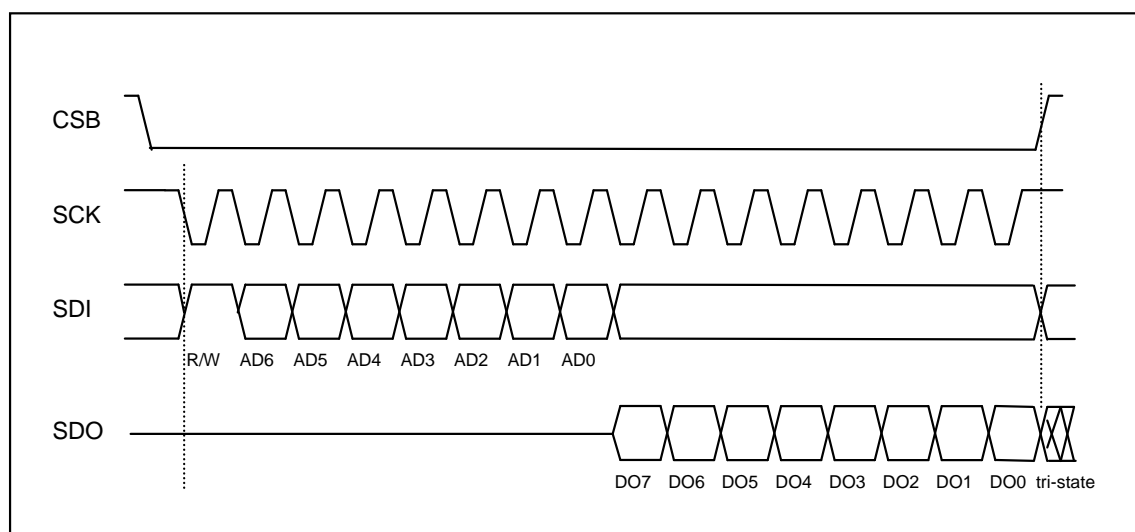 CSB
SCK
SDI
R/W AD6 AD5 AD4 AD3 AD2 AD1 AD0
SDO
DO7 DO6 DO5 DO4 DO3 DO2 DO1 DO0 tri-state